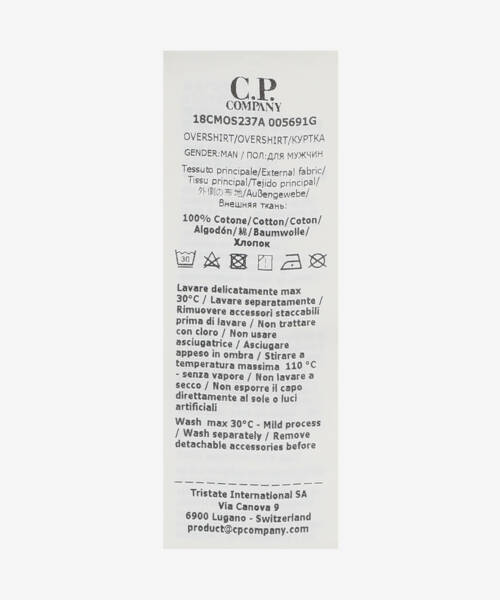 C.P.
COMPANY
18CMOS237A 005691G
OVERSHIRT/OVERSHIRT/КУРТКА
GENDER:MAN / ПОЛ:ДЛЯ МУЖЧИН
Tessuto principale/External fabric/
Tissu principal/Tejido principal/
外側の布地/Außengewebe/
Внешняя ткань:
100% Cotone/Cotton/Coton/
Algodón/綿/Baumwolle/
Хлопок
30
Lavare delicatamente max
30°C / Lavare separatamente /
Rimuovere accessori staccabili
prima di lavare / Non trattare
con cloro / Non usare
asciugatrice / Asciugare
appeso in ombra / Stirare a
temperatura massima 110 °C
- senza vapore / Non lavare a
secco / Non esporre il capo
direttamente al sole o luci
artificiali
Wash max 30°C - Mild process
/ Wash separately / Remove
detachable accessories before
Tristate International SA
Via Canova 9
6900 Lugano - Switzerland
product@cpcompany.com